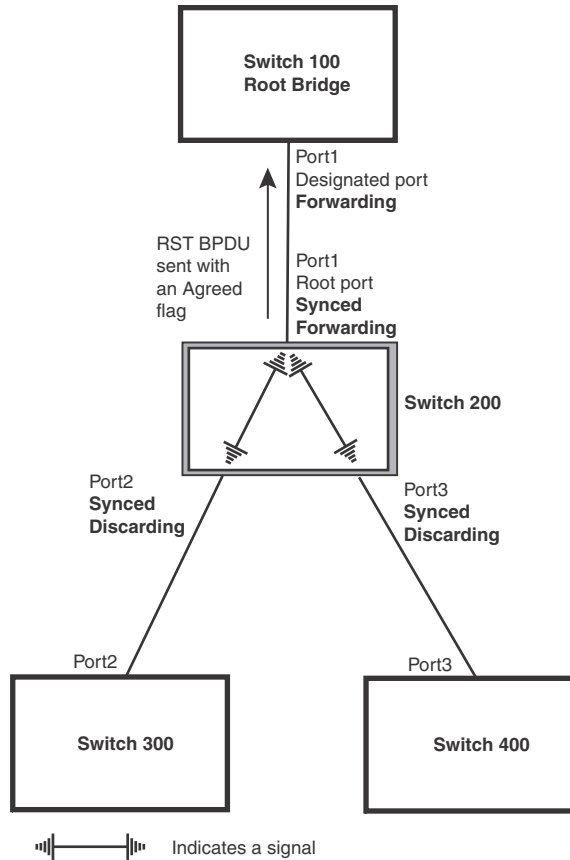 Switch 100
Root Bridge
Port1
Designated port
Forwarding
RST BPDU
sent with
an Agreed
flag
Port1
Root port
Synced
Forwarding
Switch 200
Port2
Synced
Discarding
Port3
Synced
Discarding
Port2
Port3
Switch 300
Switch 400
Indicates a signal